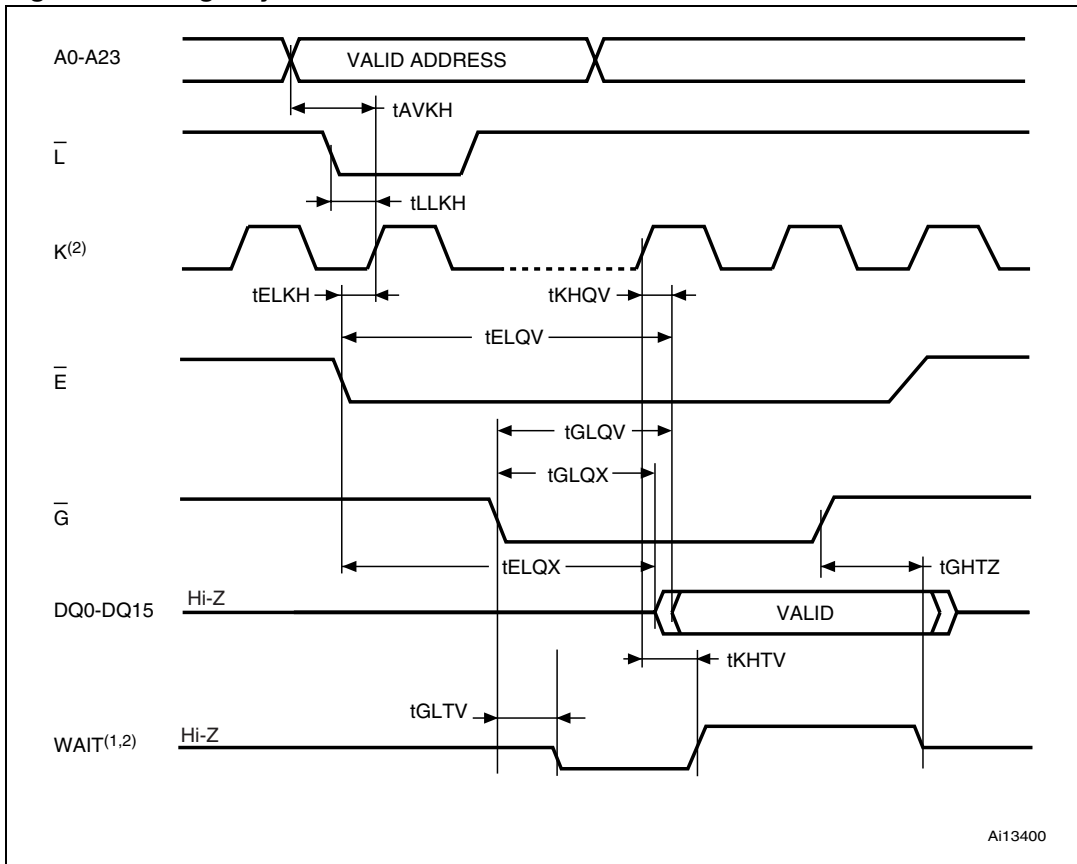 A0-A23
VALID ADDRESS
tAVKH
L
tLLKH
K(2)
tELKH
tKHQV
tELQV
E
tGLQV
tGLQX
G
tELQX
tGHTZ
DQ0-DQ15
Hi-Z
VALID
tKHTV
tGLTV
WAIT(1,2)
Hi-Z
Ai13400